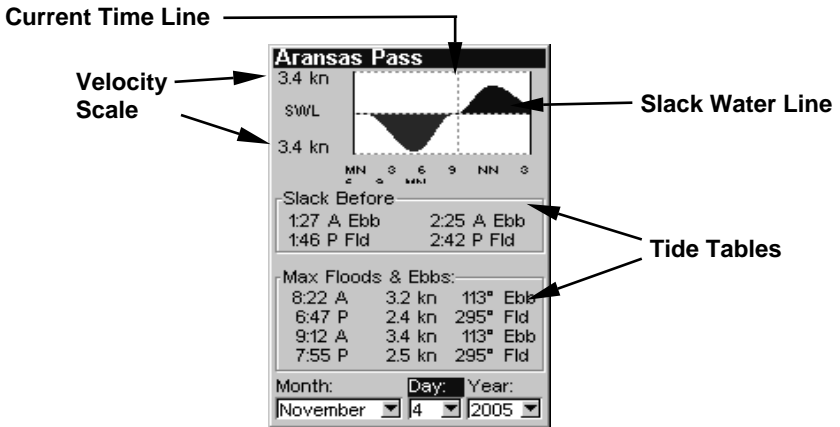 Current Time Line
Aransas Pass
3.4 kn
Velocity
Scale
SWL
Slack Water Line
3.4 kn
MN 3 6 9 NN 3
Slack Before
1:27 A Ebb 2:25 A Ebb
1:46 P Fld 2:42 P Fld
Tide Tables
Max Floods & Ebbs:
8:22 A 3.2 kn 113° Ebb
6:47 P 2.4 kn 295° Fld
9:12 A 3.4 kn 113° Ebb
7:55 P 2.5 kn 295° Fld
Month: Day: Year:
November 4 2005